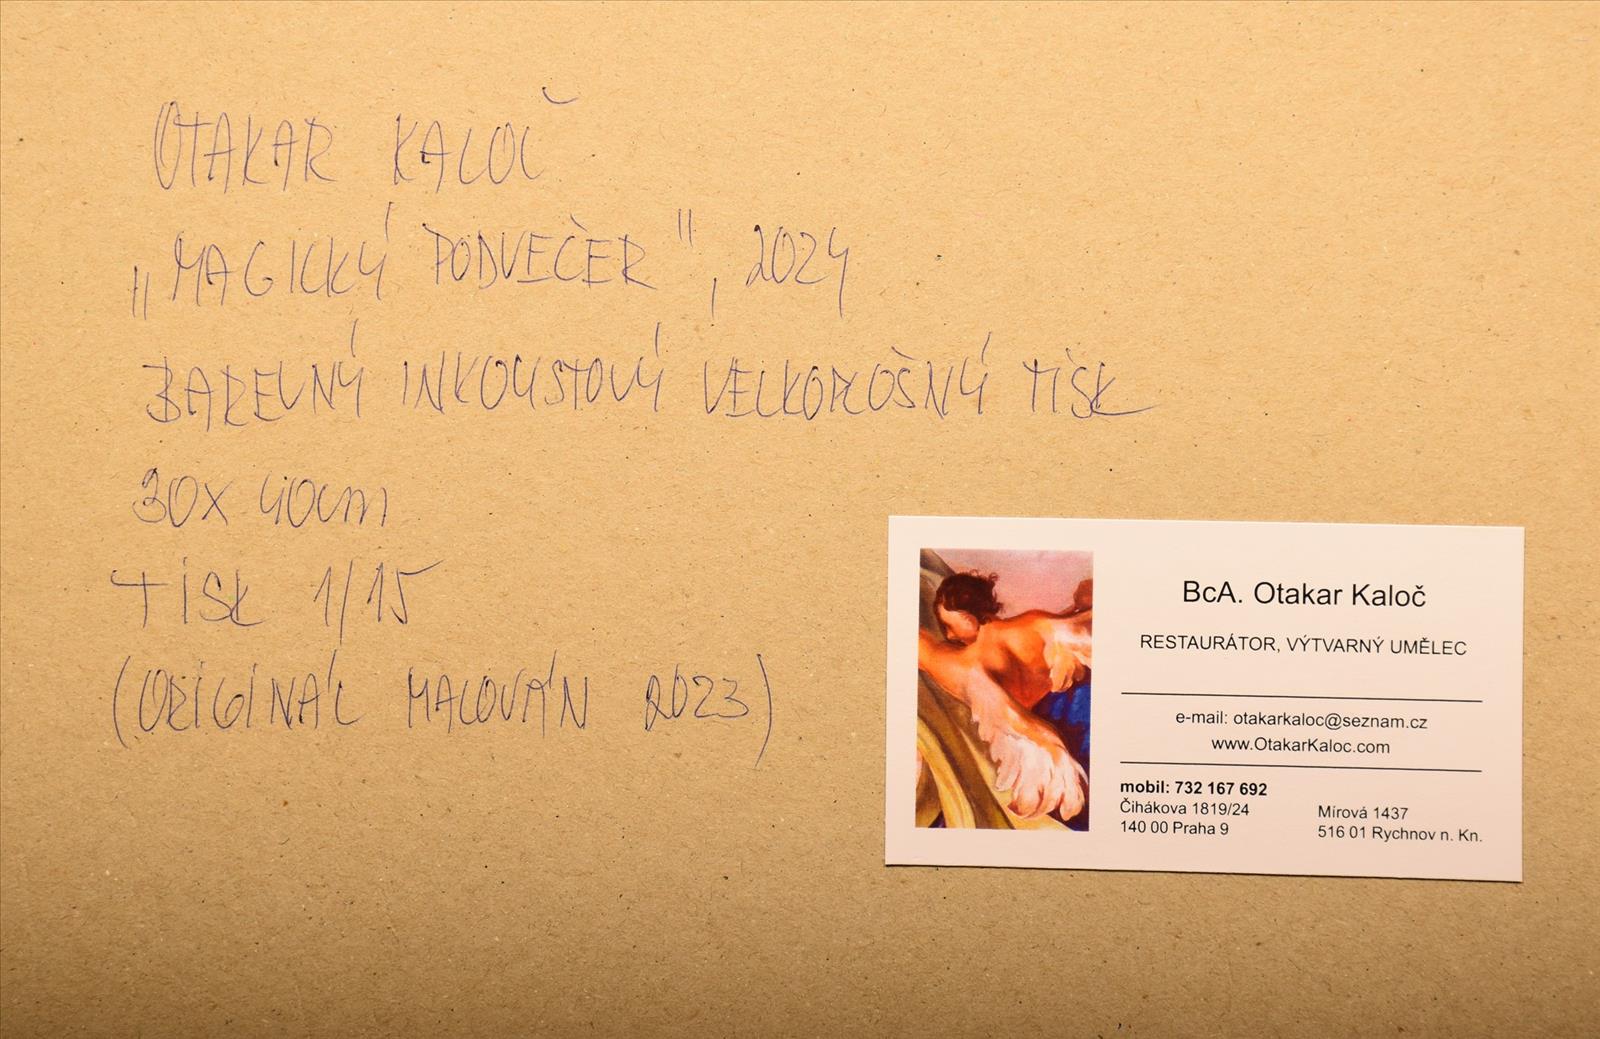 OTAKAR KALOČ
„MAGICKÝ PODVEČER", 2024
BAREVNÝ INKOUSTOVÝ VELKOPLOŠNÝ TISK
30X 40cm
TISK 1/15
(ORIGINÁL MALOVÁN 2023)
BcA. Otakar Kaloč
RESTAURÁTOR, VÝTVARNÝ UMĚLEC
e-mail: otakarkaloc@seznam.cz
www.OtakarKaloc.com
mobil: 732 167 692
Čihákova 1819/24
140 00 Praha 9
Mírová 1437
516 01 Rychnov n. Kn.